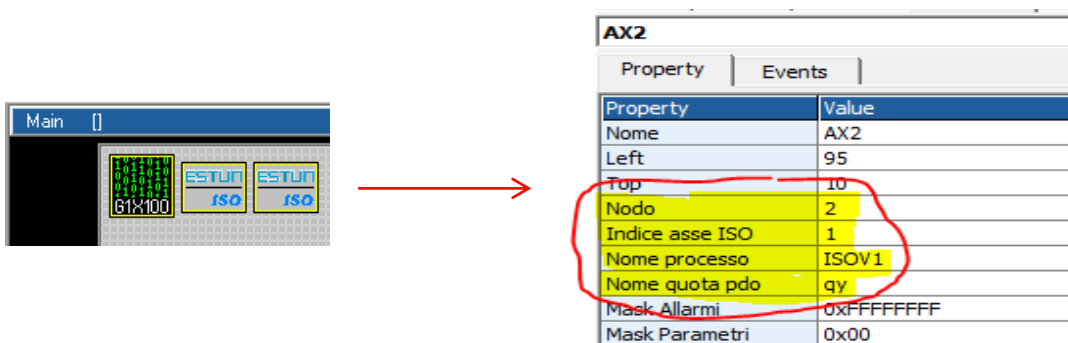 Main []
G1X100
ESTUN ISO
ESTUN ISO
AX2
Property Events
Property Value
Nome AX2
Left 95
Top 10
Nodo 2
Indice asse ISO 1
Nome processo ISOV1
Nome quota pdo qy
Mask Allarmi 0xFFFFFFFF
Mask Parametri 0x00